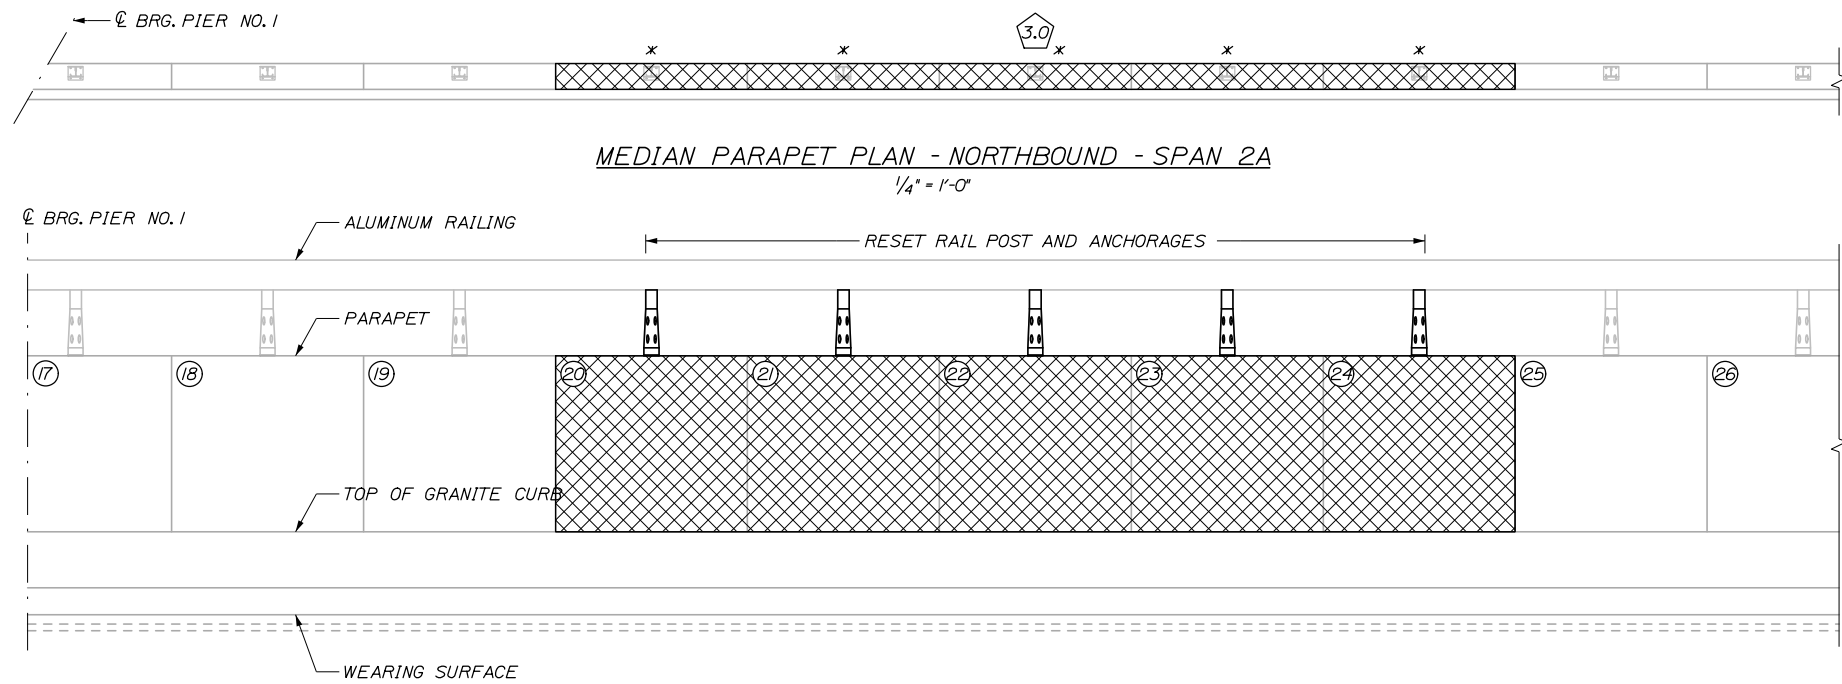 ℄ BRG. PIER NO. 1
3.0
* * * * *
MEDIAN PARAPET PLAN - NORTHBOUND - SPAN 2A
1/4" = 1'-0"
℄ BRG. PIER NO. 1
ALUMINUM RAILING
RESET RAIL POST AND ANCHORAGES
PARAPET
17 18 19 20 21 22 23 24 25 26
TOP OF GRANITE CURB
WEARING SURFACE